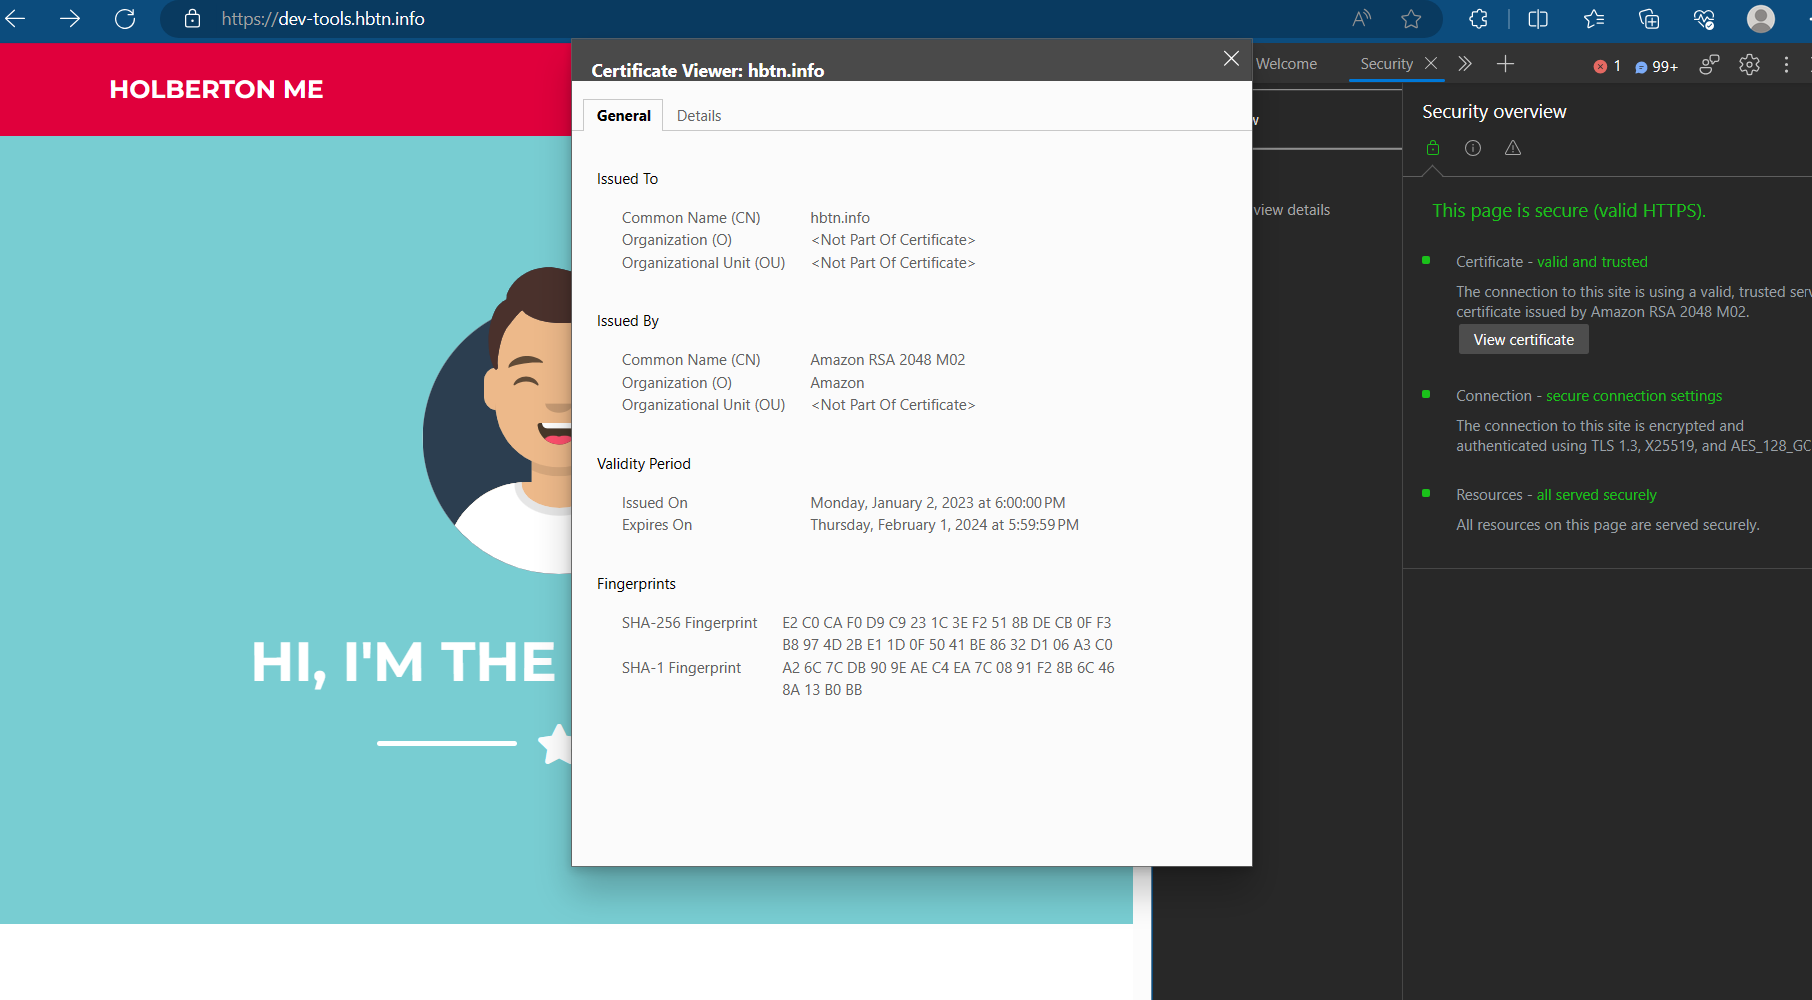 https://dev-tools.hbtn.info
HOLBERTON ME
HI, I'M THE
Certificate Viewer: hbtn.info
General Details
Issued To
Common Name (CN) hbtn.info
Organization (O) <Not Part Of Certificate>
Organizational Unit (OU) <Not Part Of Certificate>
Issued By
Common Name (CN) Amazon RSA 2048 M02
Organization (O) Amazon
Organizational Unit (OU) <Not Part Of Certificate>
Validity Period
Issued On Monday, January 2, 2023 at 6:00:00 PM
Expires On Thursday, February 1, 2024 at 5:59:59 PM
Fingerprints
SHA-256 Fingerprint E2 C0 CA F0 D9 C9 23 1C 3E F2 51 8B DE CB 0F F3
B8 97 4D 2B E1 1D 0F 50 41 BE 86 32 D1 06 A3 C0
SHA-1 Fingerprint A2 6C 7C DB 90 9E AE C4 EA 7C 08 91 F2 8B 6C 46
8A 13 B0 BB
Welcome Security 1 99+
w
view details
Security overview
This page is secure (valid HTTPS).
Certificate - valid and trusted
The connection to this site is using a valid, trusted serv
certificate issued by Amazon RSA 2048 M02.
View certificate
Connection - secure connection settings
The connection to this site is encrypted and
authenticated using TLS 1.3, X25519, and AES_128_GC
Resources - all served securely
All resources on this page are served securely.